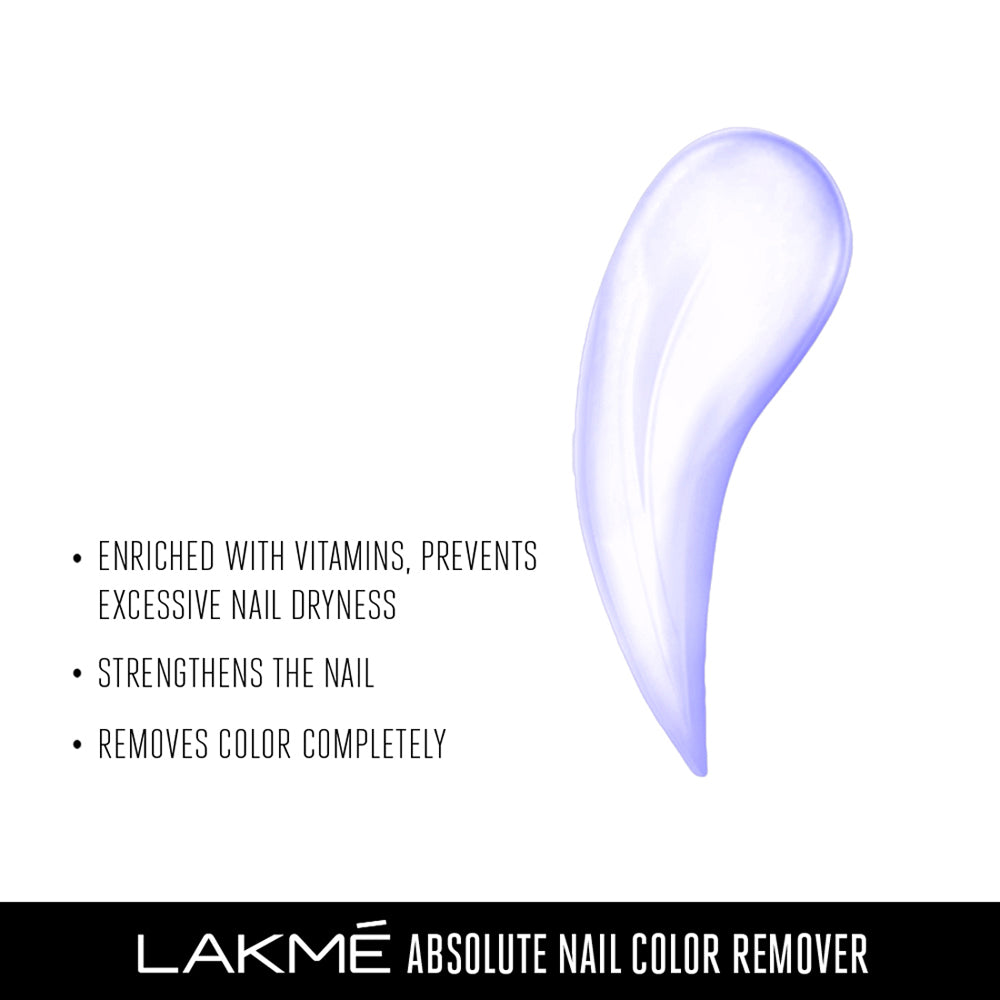 • ENRICHED WITH VITAMINS, PREVENTS
EXCESSIVE NAIL DRYNESS
• STRENGTHENS THE NAIL
• REMOVES COLOR COMPLETELY
LAKMÉ ABSOLUTE NAIL COLOR REMOVER